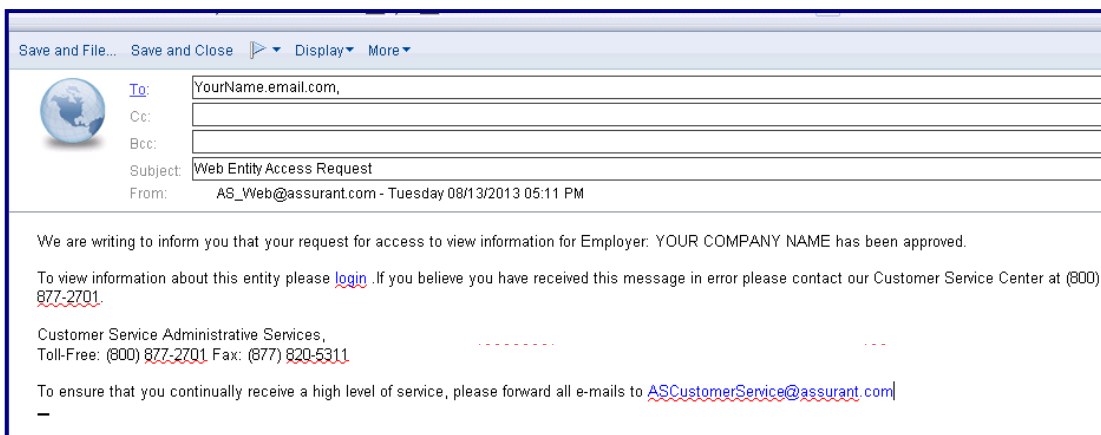 Save and File... Save and Close Display More
To: YourName.email.com,
Cc:
Bcc:
Subject: Web Entity Access Request
From: AS_Web@assurant.com - Tuesday 08/13/2013 05:11 PM
We are writing to inform you that your request for access to view information for Employer: YOUR COMPANY NAME has been approved.
To view information about this entity please login .If you believe you have received this message in error please contact our Customer Service Center at (800)
877-2701.
Customer Service Administrative Services,
Toll-Free: (800) 877-2701 Fax: (877) 820-5311
To ensure that you continually receive a high level of service, please forward all e-mails to ASCustomerService@assurant.com